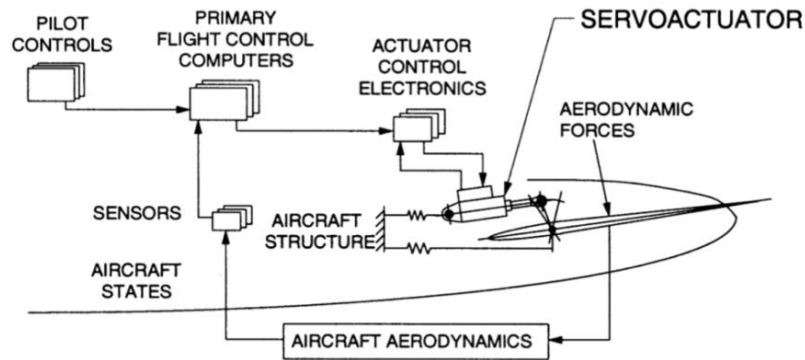 PILOT
CONTROLS
PRIMARY
FLIGHT CONTROL
COMPUTERS
ACTUATOR
CONTROL
ELECTRONICS
SERVOACTUATOR
AERODYNAMIC
FORCES
SENSORS
AIRCRAFT
STRUCTURE
AIRCRAFT
STATES
AIRCRAFT AERODYNAMICS